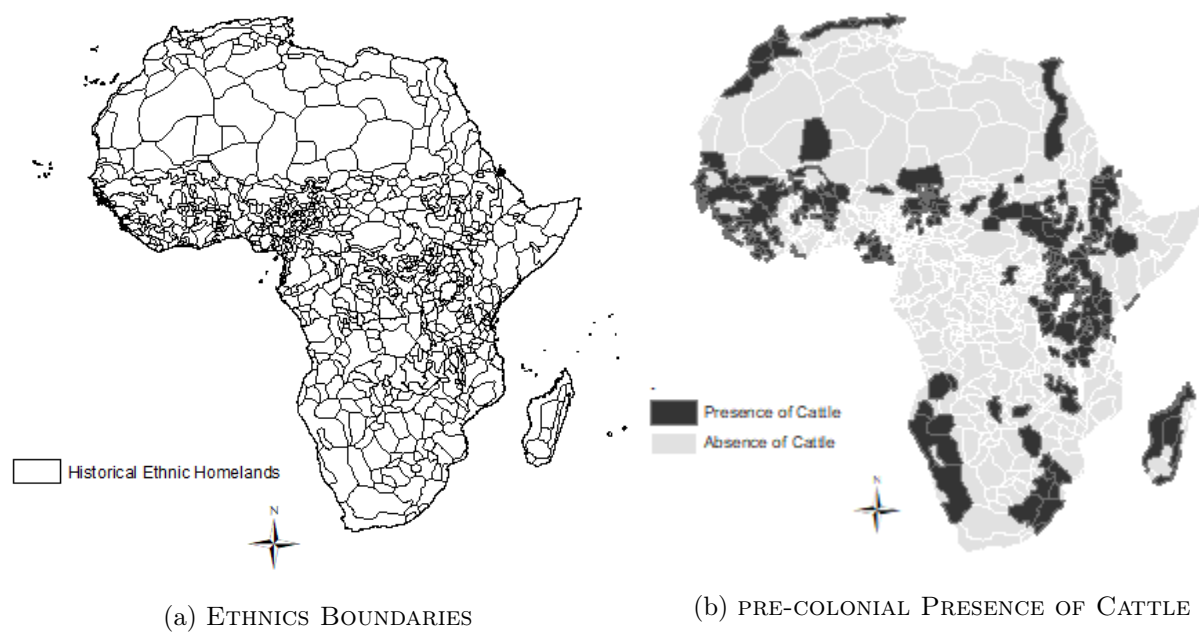 Historical Ethnic Homelands
N
(a) ETHNICS BOUNDARIES
Presence of Cattle
Absence of Cattle
N
(b) PRE-COLONIAL PRESENCE OF CATTLE